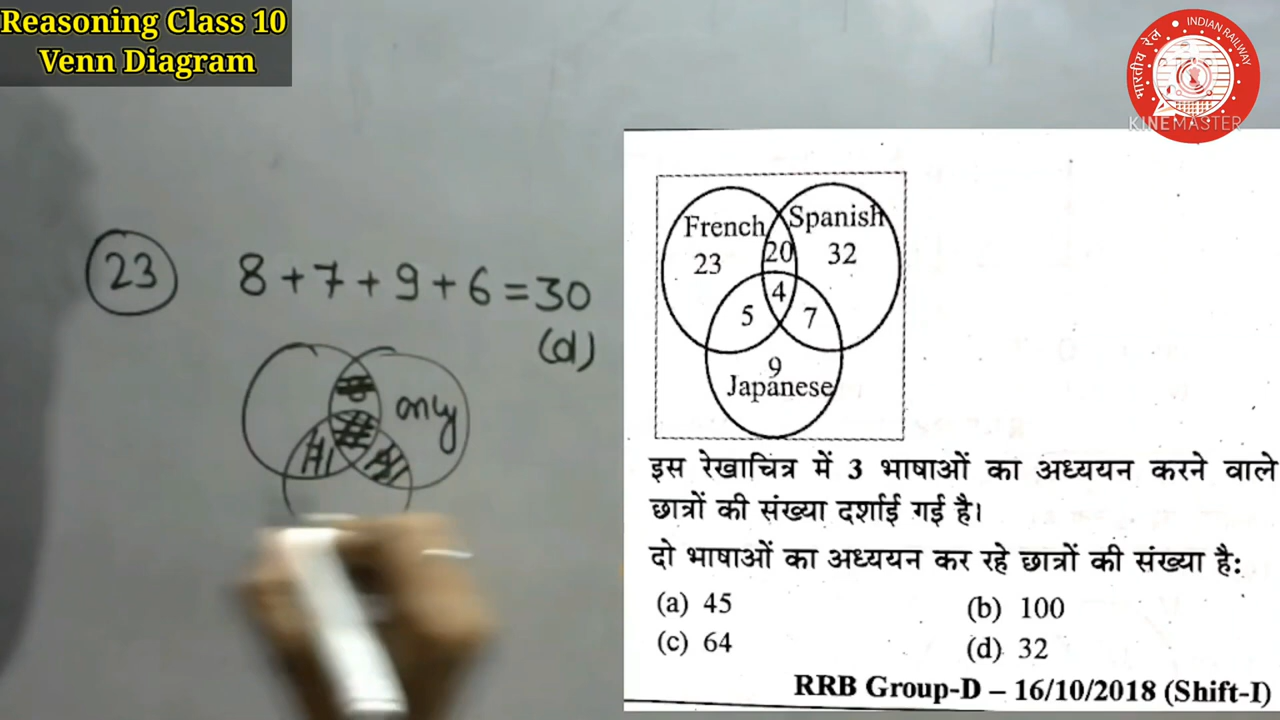 Reasoning Class 10
Venn Diagram
भारतीय रेल
INDIAN RAILWAY
KINEMASTER
23
8 + 7 + 9 + 6 = 30
(d)
only
French
Spanish
23
20
32
4
5
7
9
Japanese
इस रेखाचित्र में 3 भाषाओं का अध्ययन करने वाले
छात्रों की संख्या दर्शाई गई है।
दो भाषाओं का अध्ययन कर रहे छात्रों की संख्या है:
(a) 45
(b) 100
(c) 64
(d) 32
RRB Group-D – 16/10/2018 (Shift-I)